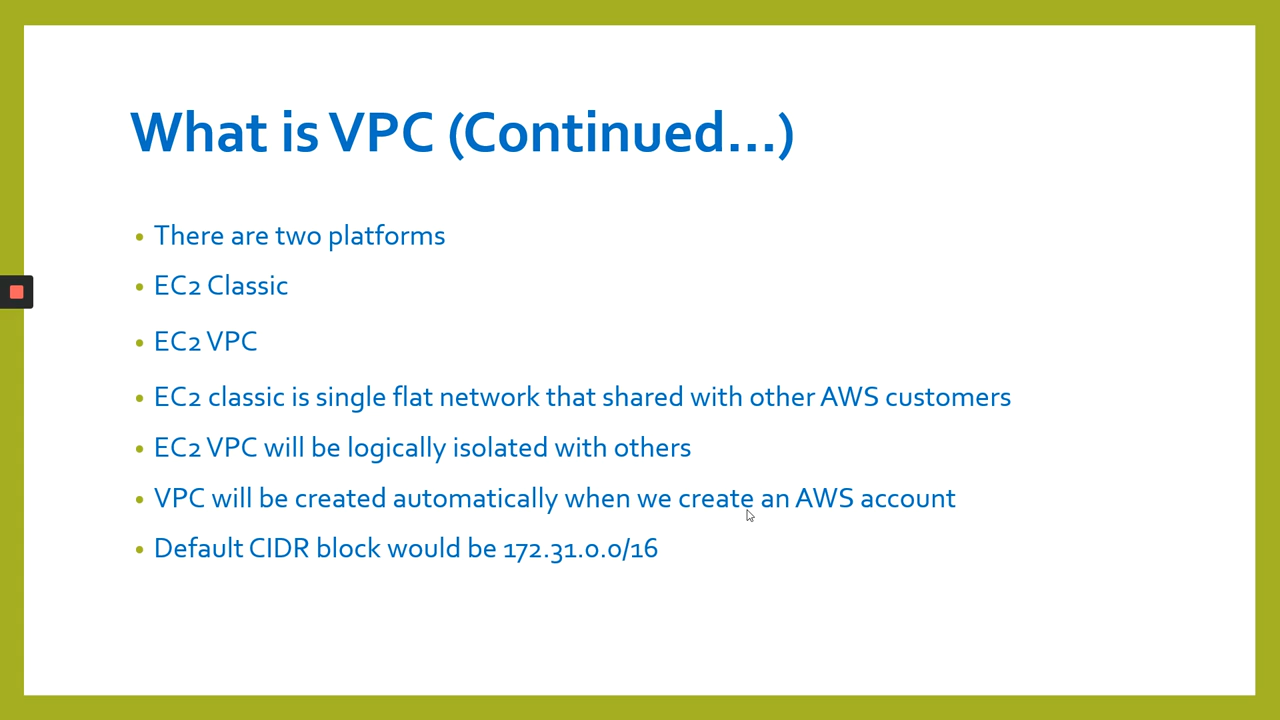 What is VPC (Continued...)
• There are two platforms
• EC2 Classic
• EC2 VPC
• EC2 classic is single flat network that shared with other AWS customers
• EC2 VPC will be logically isolated with others
• VPC will be created automatically when we create an AWS account
• Default CIDR block would be 172.31.0.0/16